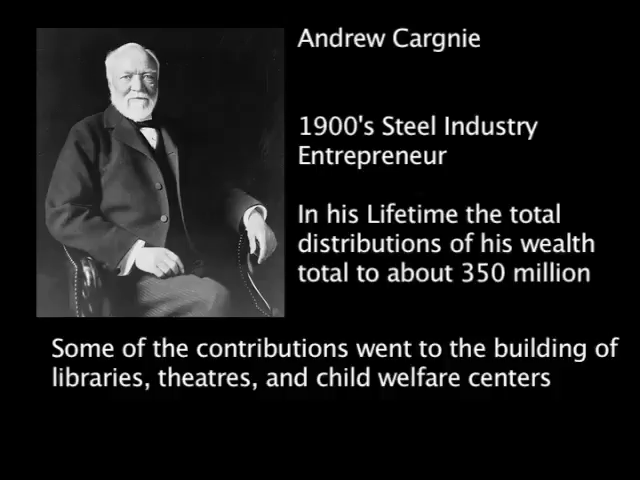 Andrew Cargnie
1900's Steel Industry
Entrepreneur
In his Lifetime the total
distributions of his wealth
total to about 350 million
Some of the contributions went to the building of
libraries, theatres, and child welfare centers